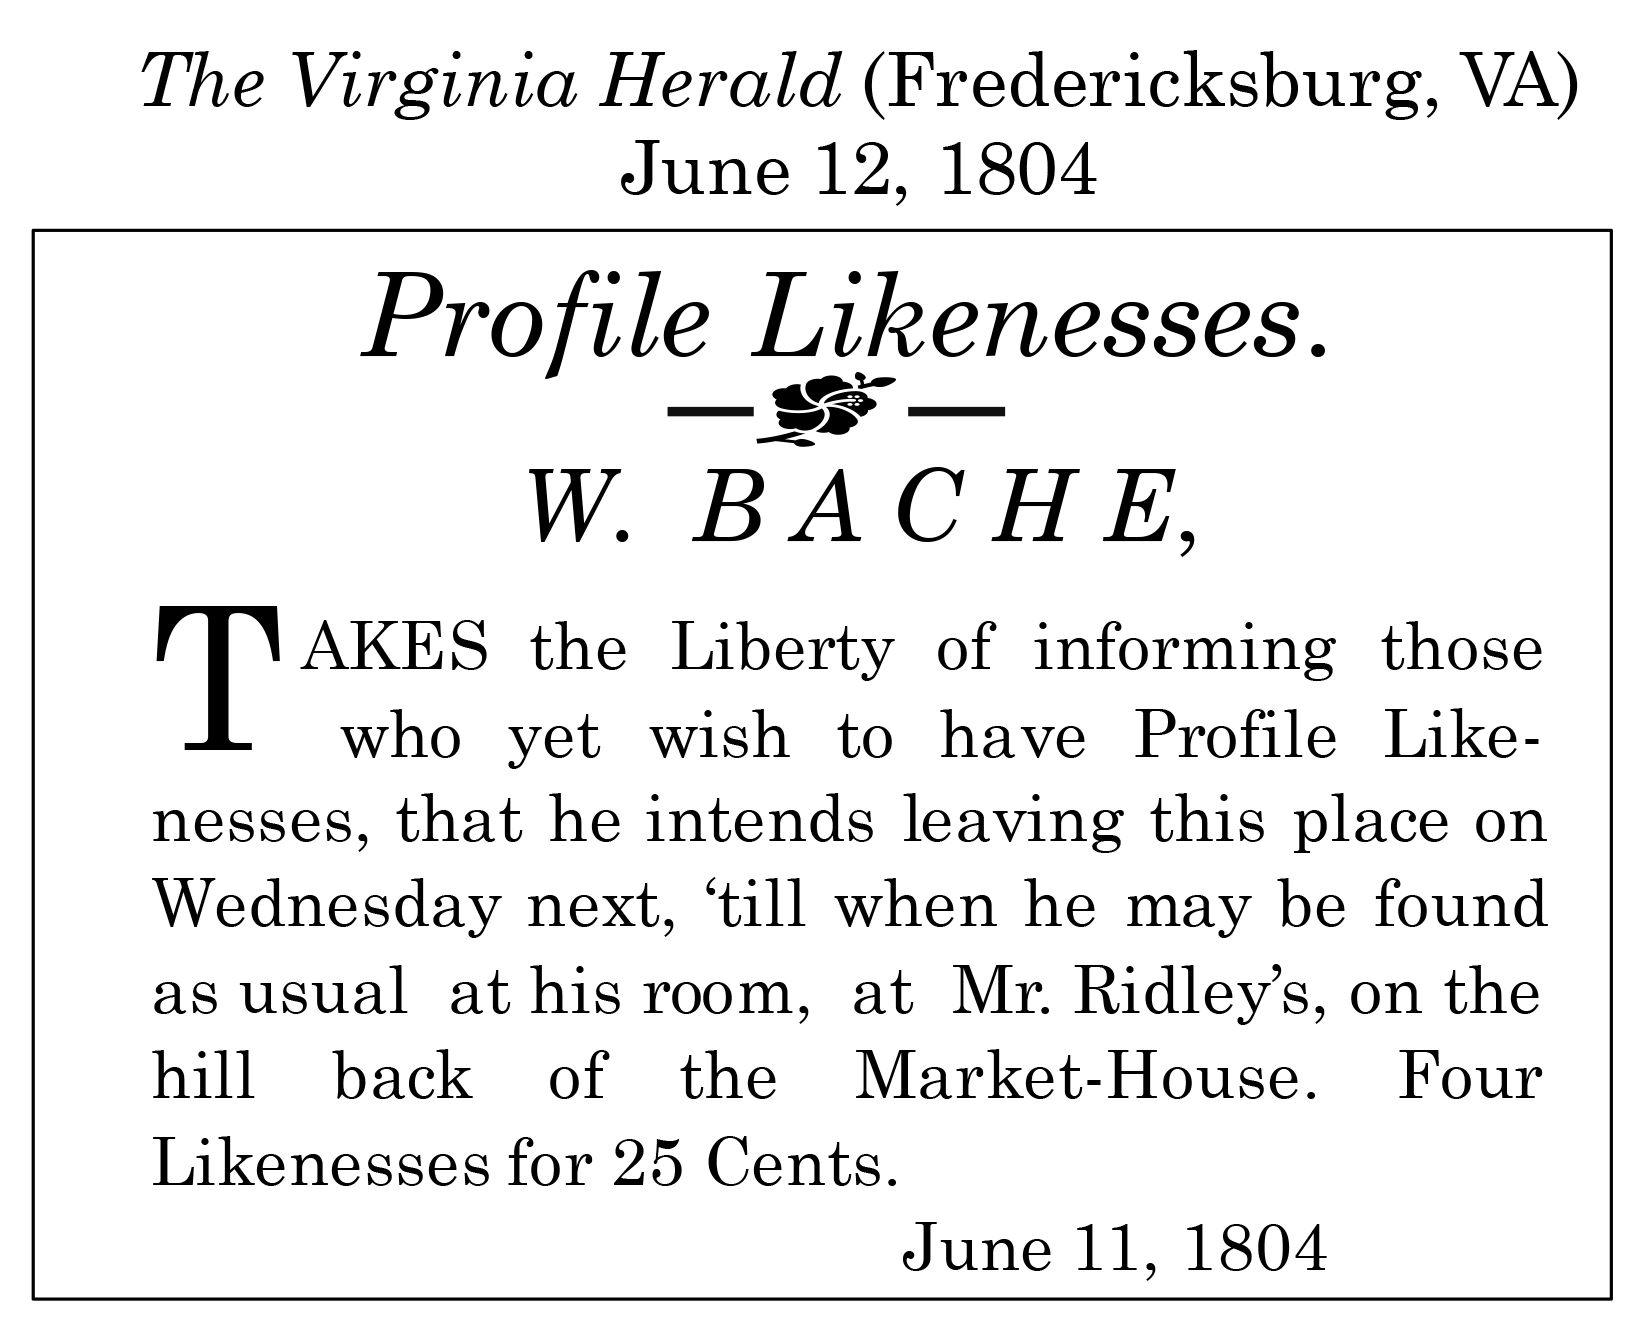 The Virginia Herald (Fredericksburg, VA)
June 12, 1804
Profile Likenesses.
W. BACHE,
TAKES the Liberty of informing those
who yet wish to have Profile Like-
nesses, that he intends leaving this place on
Wednesday next, ‘till when he may be found
as usual at his room, at Mr. Ridley’s, on the
hill back of the Market-House. Four
Likenesses for 25 Cents.
June 11, 1804